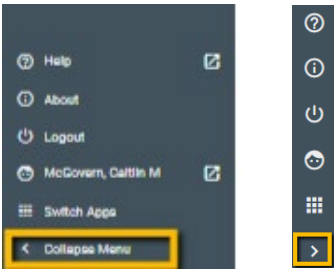 Help
About
Logout
McGovern, Caitlin M
Switch Apps
Collapse Menu